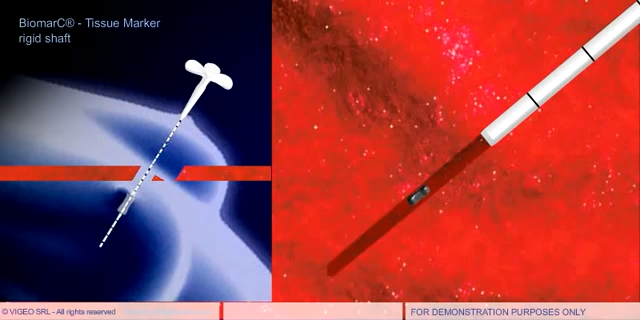 BiomarC® - Tissue Marker
rigid shaft
© VIGEO SRL - All rights reserved
FOR DEMONSTRATION PURPOSES ONLY